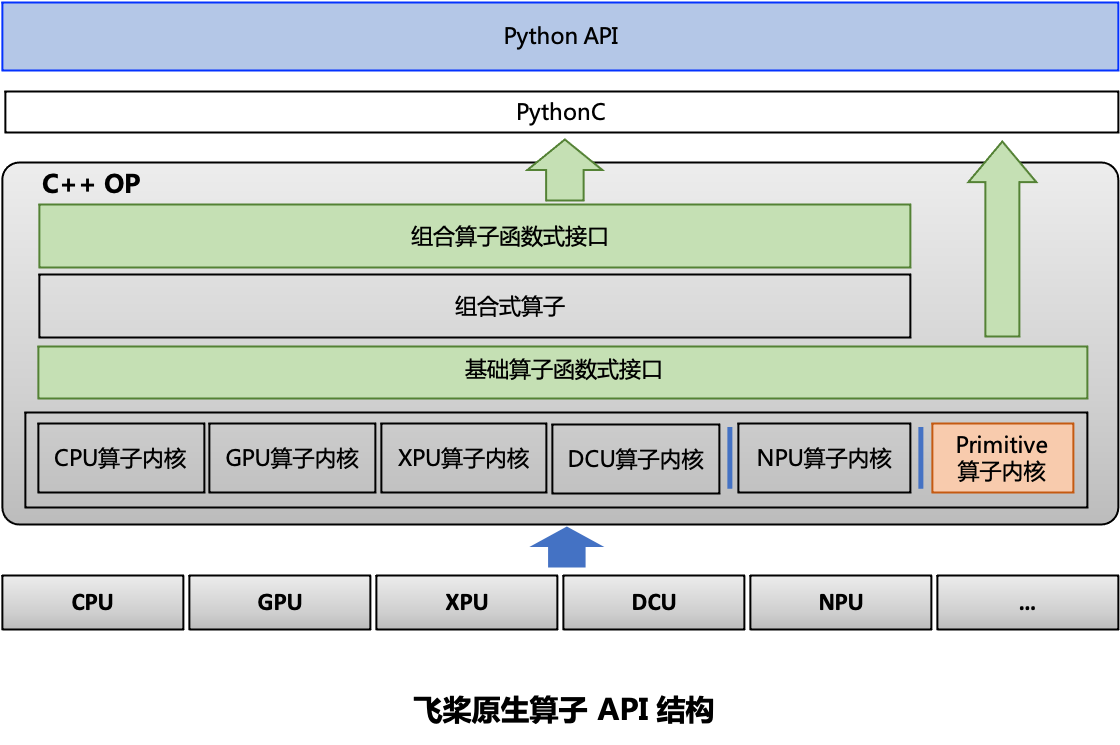 Python API
PythonC
C++ OP
组合算子函数式接口
组合式算子
基础算子函数式接口
CPU算子内核
GPU算子内核
XPU算子内核
DCU算子内核
NPU算子内核
Primitive
算子内核
CPU
GPU
XPU
DCU
NPU
...
飞桨原生算子 API 结构